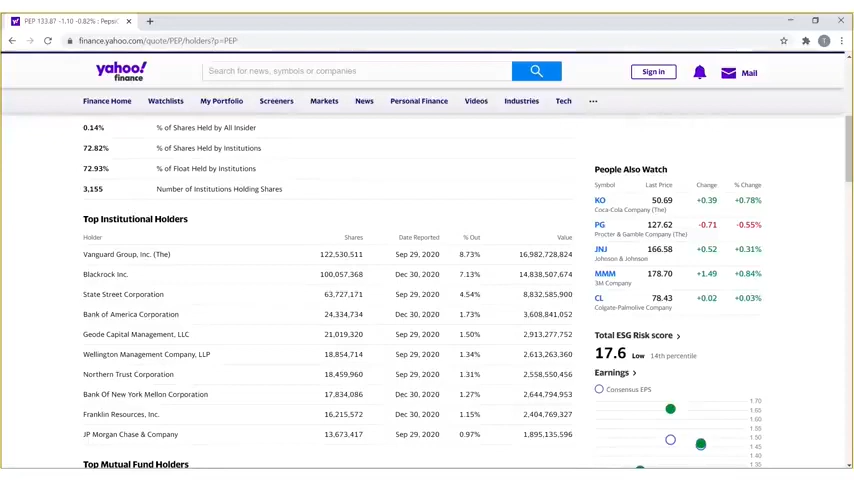 PEP 133.87 -1.10 -0.82% : Pepsi
finance.yahoo.com/quote/PEP/holders?p=PEP
T
yahoo!
finance
Search for news, symbols or companies
Sign in
Mail
Finance Home Watchlists My Portfolio Screeners Markets News Personal Finance Videos Industries Tech ...
0.14% % of Shares Held by All Insider
72.82% % of Shares Held by Institutions
72.93% % of Float Held by Institutions
3,155 Number of Institutions Holding Shares
Top Institutional Holders
Holder Shares Date Reported % Out Value
Vanguard Group, Inc. (The) 122,530,511 Sep 29, 2020 8.73% 16,982,728,824
Blackrock Inc. 100,057,368 Dec 30, 2020 7.13% 14,838,507,674
State Street Corporation 63,727,171 Sep 29, 2020 4.54% 8,832,585,900
Bank of America Corporation 24,334,734 Dec 30, 2020 1.73% 3,608,841,052
Geode Capital Management, LLC 21,019,320 Sep 29, 2020 1.50% 2,913,277,752
Wellington Management Company, LLP 18,854,714 Sep 29, 2020 1.34% 2,613,263,360
Northern Trust Corporation 18,459,960 Sep 29, 2020 1.31% 2,558,550,456
Bank Of New York Mellon Corporation 17,834,086 Dec 30, 2020 1.27% 2,644,794,953
Franklin Resources, Inc. 16,215,572 Dec 30, 2020 1.15% 2,404,769,327
JP Morgan Chase & Company 13,673,417 Sep 29, 2020 0.97% 1,895,135,596
Top Mutual Fund Holders
People Also Watch
Symbol Last Price Change % Change
KO 50.69 +0.39 +0.78%
Coca-Cola Company (The)
PG 127.62 -0.71 -0.55%
Procter & Gamble Company (The)
JNJ 166.58 +0.52 +0.31%
Johnson & Johnson
MMM 178.70 +1.49 +0.84%
3M Company
CL 78.43 +0.02 +0.03%
Colgate-Palmolive Company
Total ESG Risk score
17.6 Low 14th percentile
Earnings
Consensus EPS
1.70
1.65
1.60
1.55
1.50
1.45
1.40
1.35